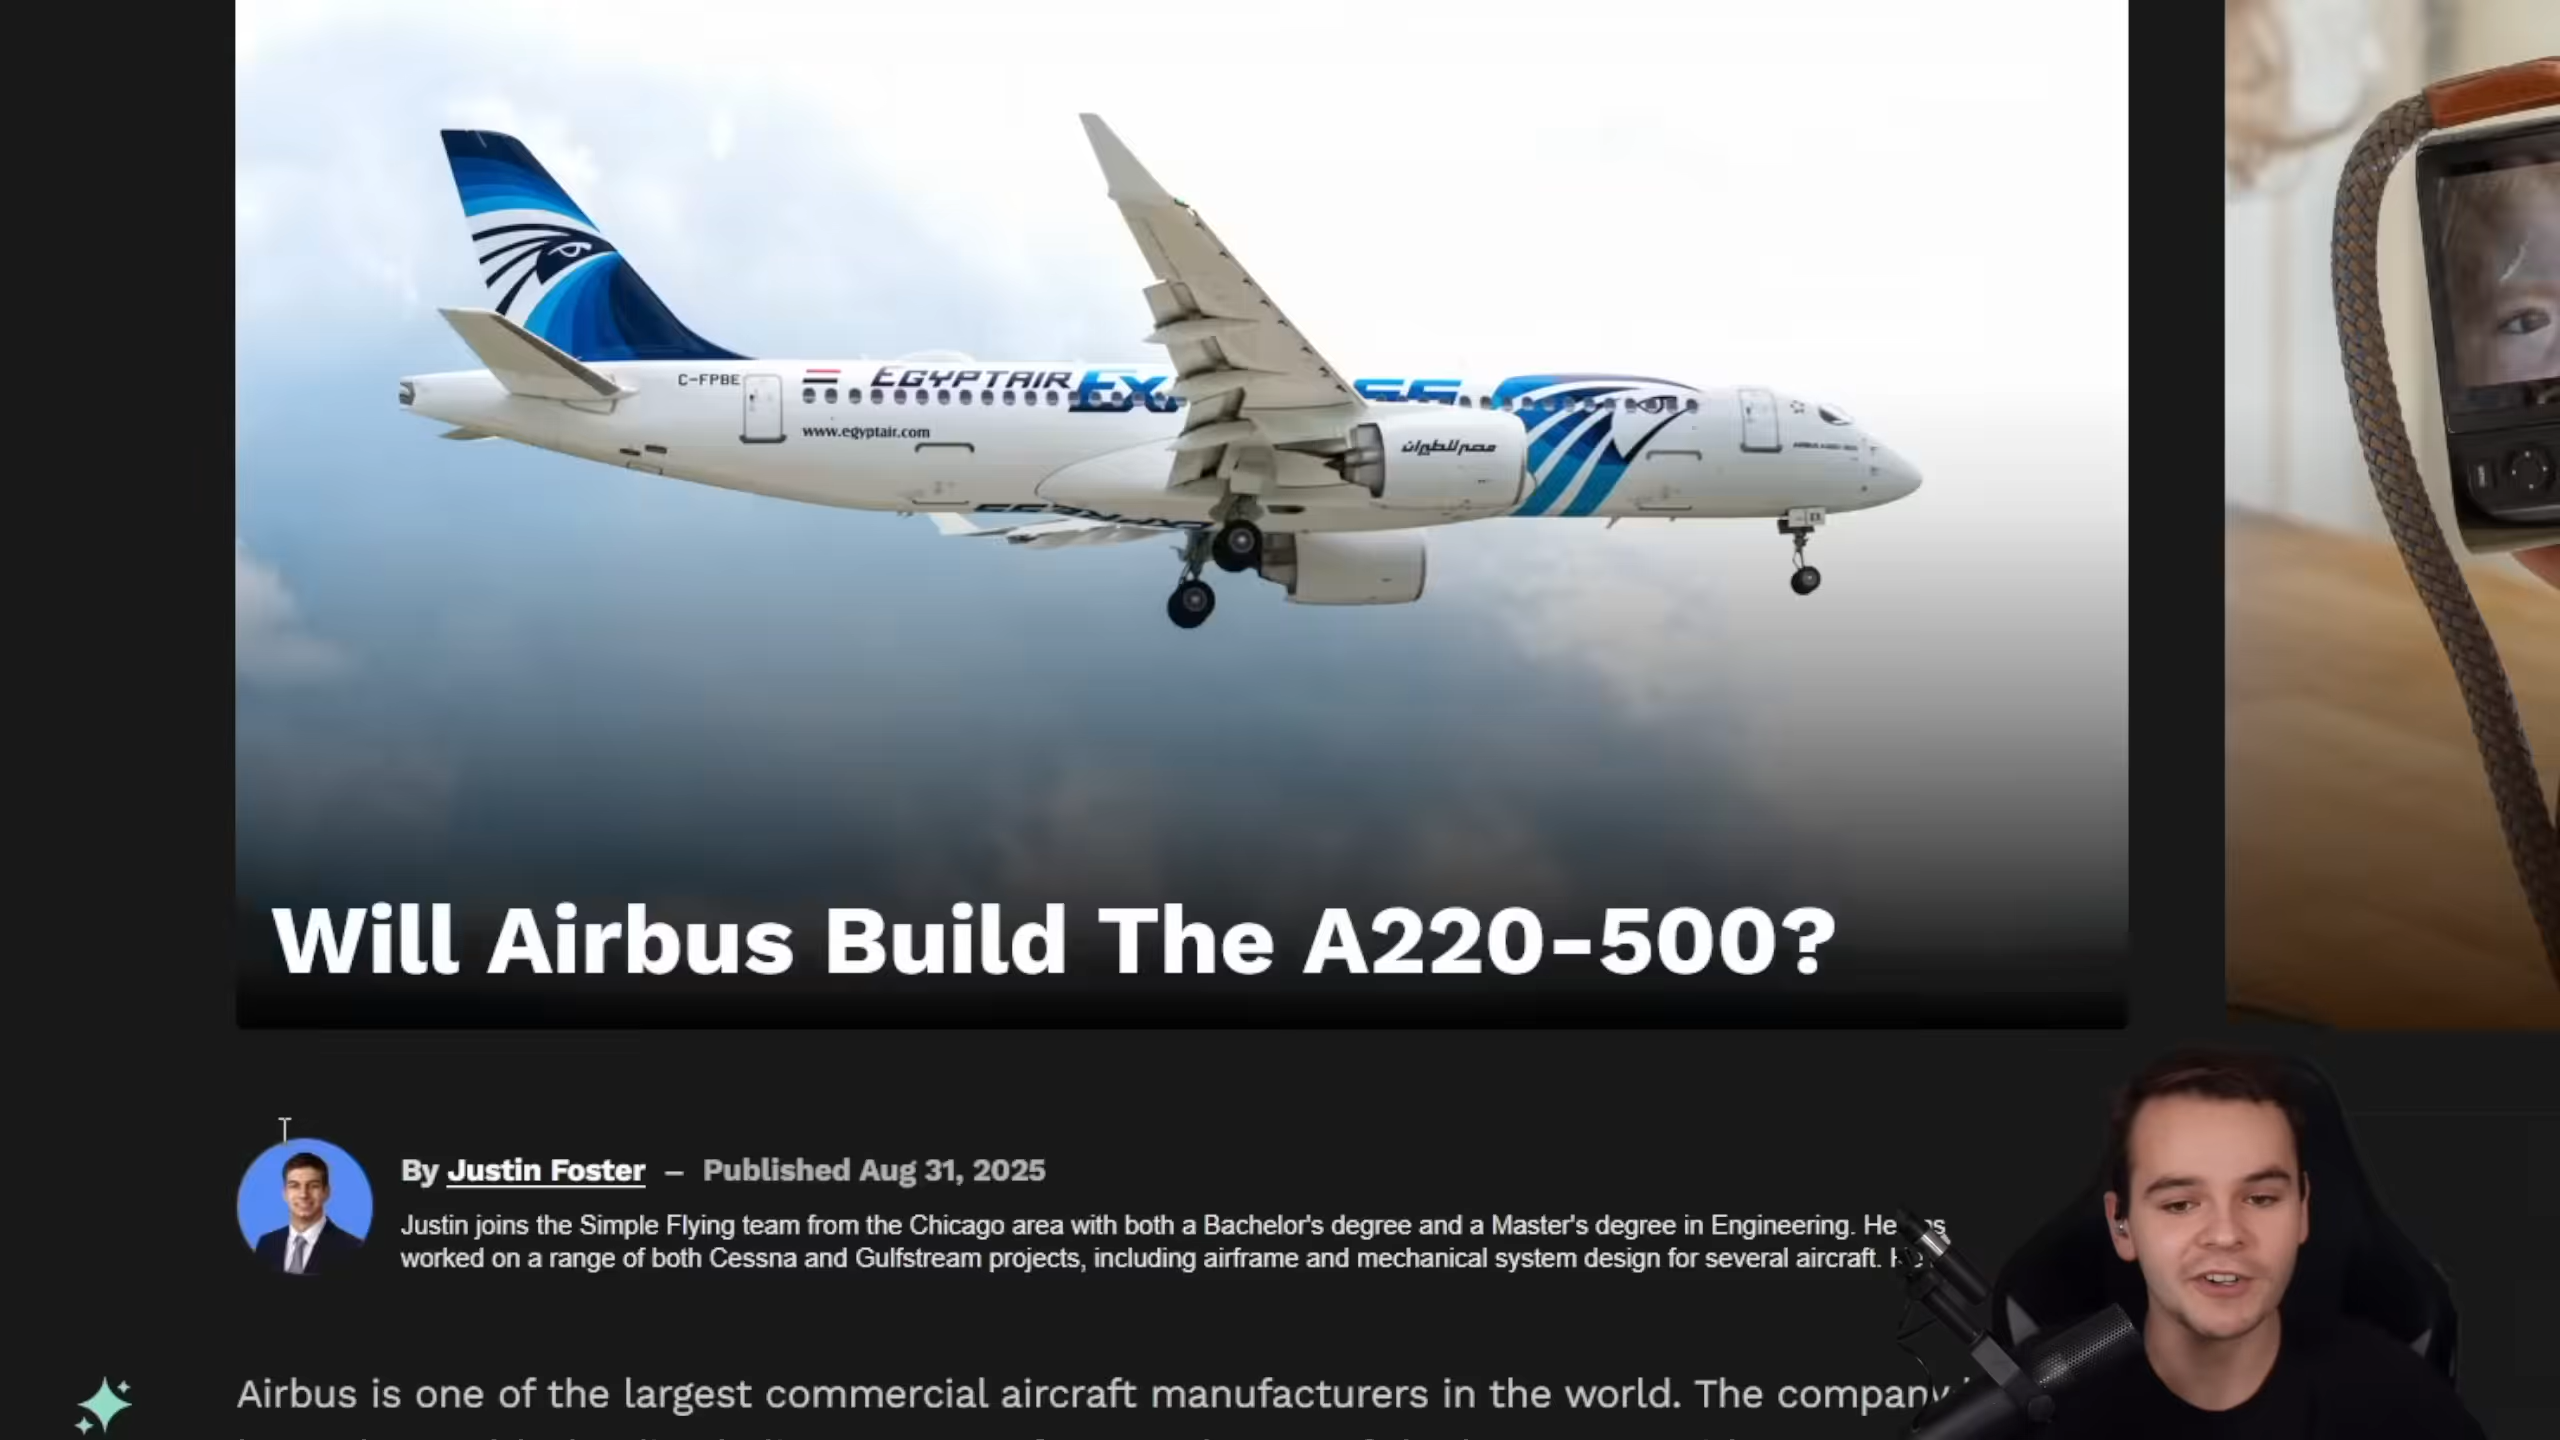 C-FPBE
EGYPTAIR
www.egyptair.com
مصر للطيران
Will Airbus Build The A220-500?
By Justin Foster – Published Aug 31, 2025
Justin joins the Simple Flying team from the Chicago area with both a Bachelor's degree and a Master's degree in Engineering. He
worked on a range of both Cessna and Gulfstream projects, including airframe and mechanical system design for several aircraft.
Airbus is one of the largest commercial aircraft manufacturers in the world. The company